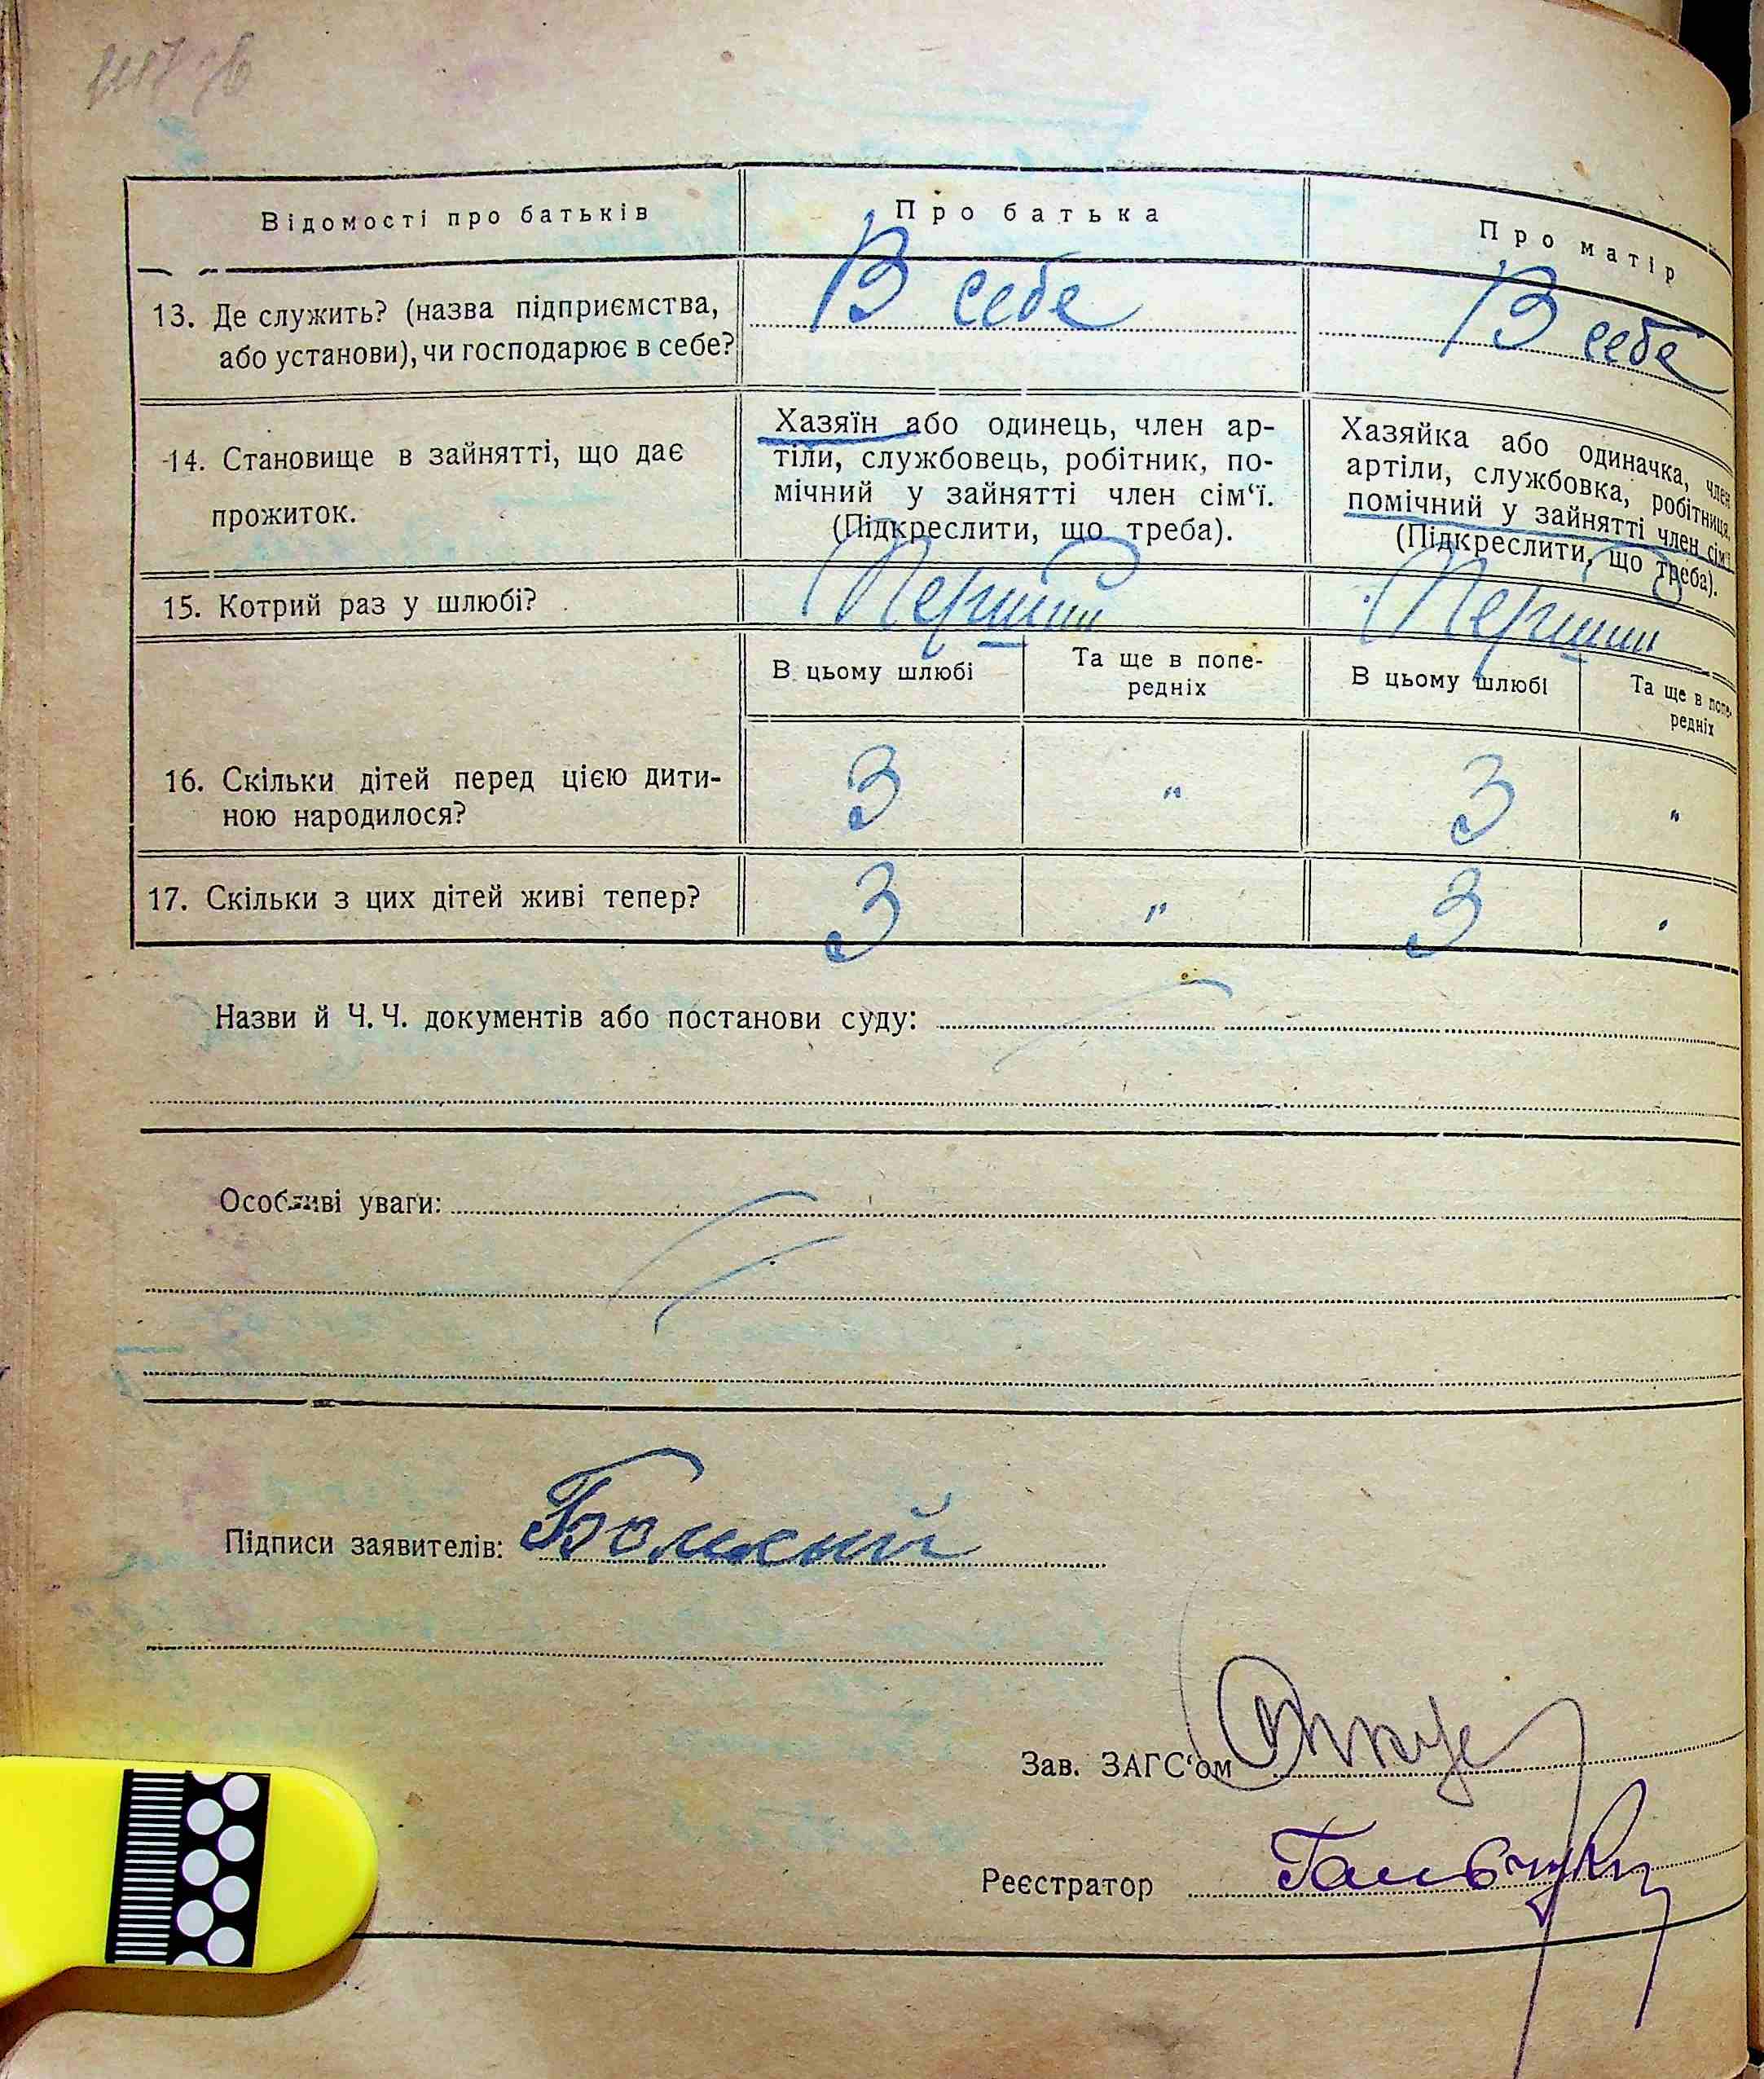 Відомості про батьків
Про батька
Про матір
13. Де служить? (назва підприємства, або установи), чи господарює в себе?
В себе
В себе
14. Становище в зайнятті, що дає прожиток.
Хазяїн або одинець, член ар-
тіли, службовець, робітник, по-
мічний у зайнятті член сім‘ї.
(Підкреслити, що треба).
Хазяйка або одиначка, член
артіли, службовка, робітниця,
помічний у зайнятті член сім‘ї.
(Підкреслити, що треба).
15. Котрий раз у шлюбі?
Перший
Перший
В цьому шлюбі
Та ще в попе-
редніх
В цьому шлюбі
Та ще в попе-
редніх
16. Скільки дітей перед цією дити-
ною народилося?
3
"
3
"
17. Скільки з цих дітей живі тепер?
3
"
3
Назви й Ч.Ч. документів або постанови суду:
Особливі уваги:
Підписи заявителів:
Зав. ЗАГС‘ом
Реєстратор